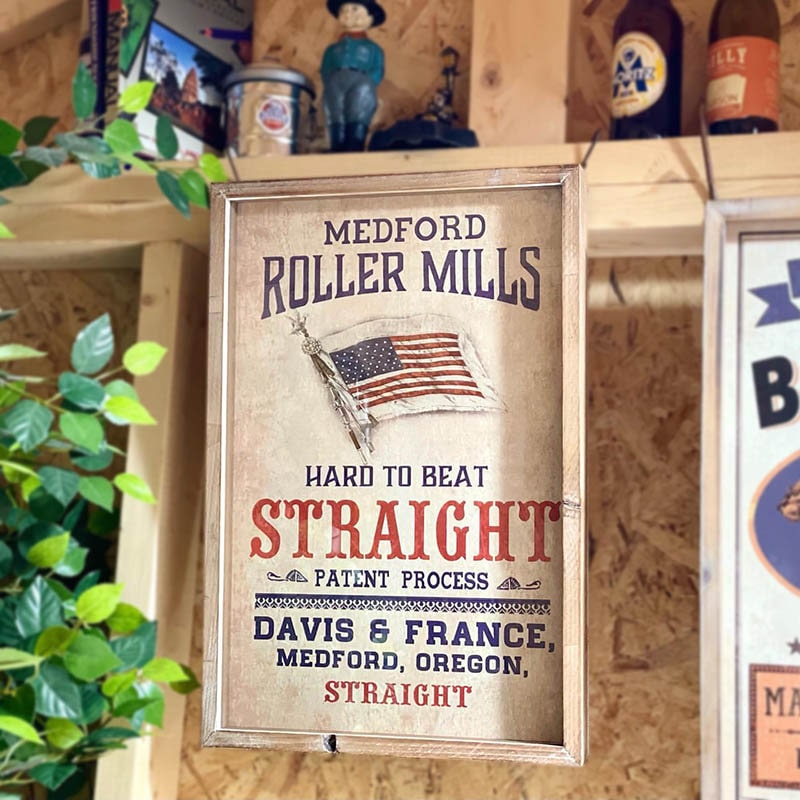 MEDFORD
ROLLER MILLS
HARD TO BEAT
STRAIGHT
PATENT PROCESS
DAVIS & FRANCE,
MEDFORD, OREGON,
STRAIGHT